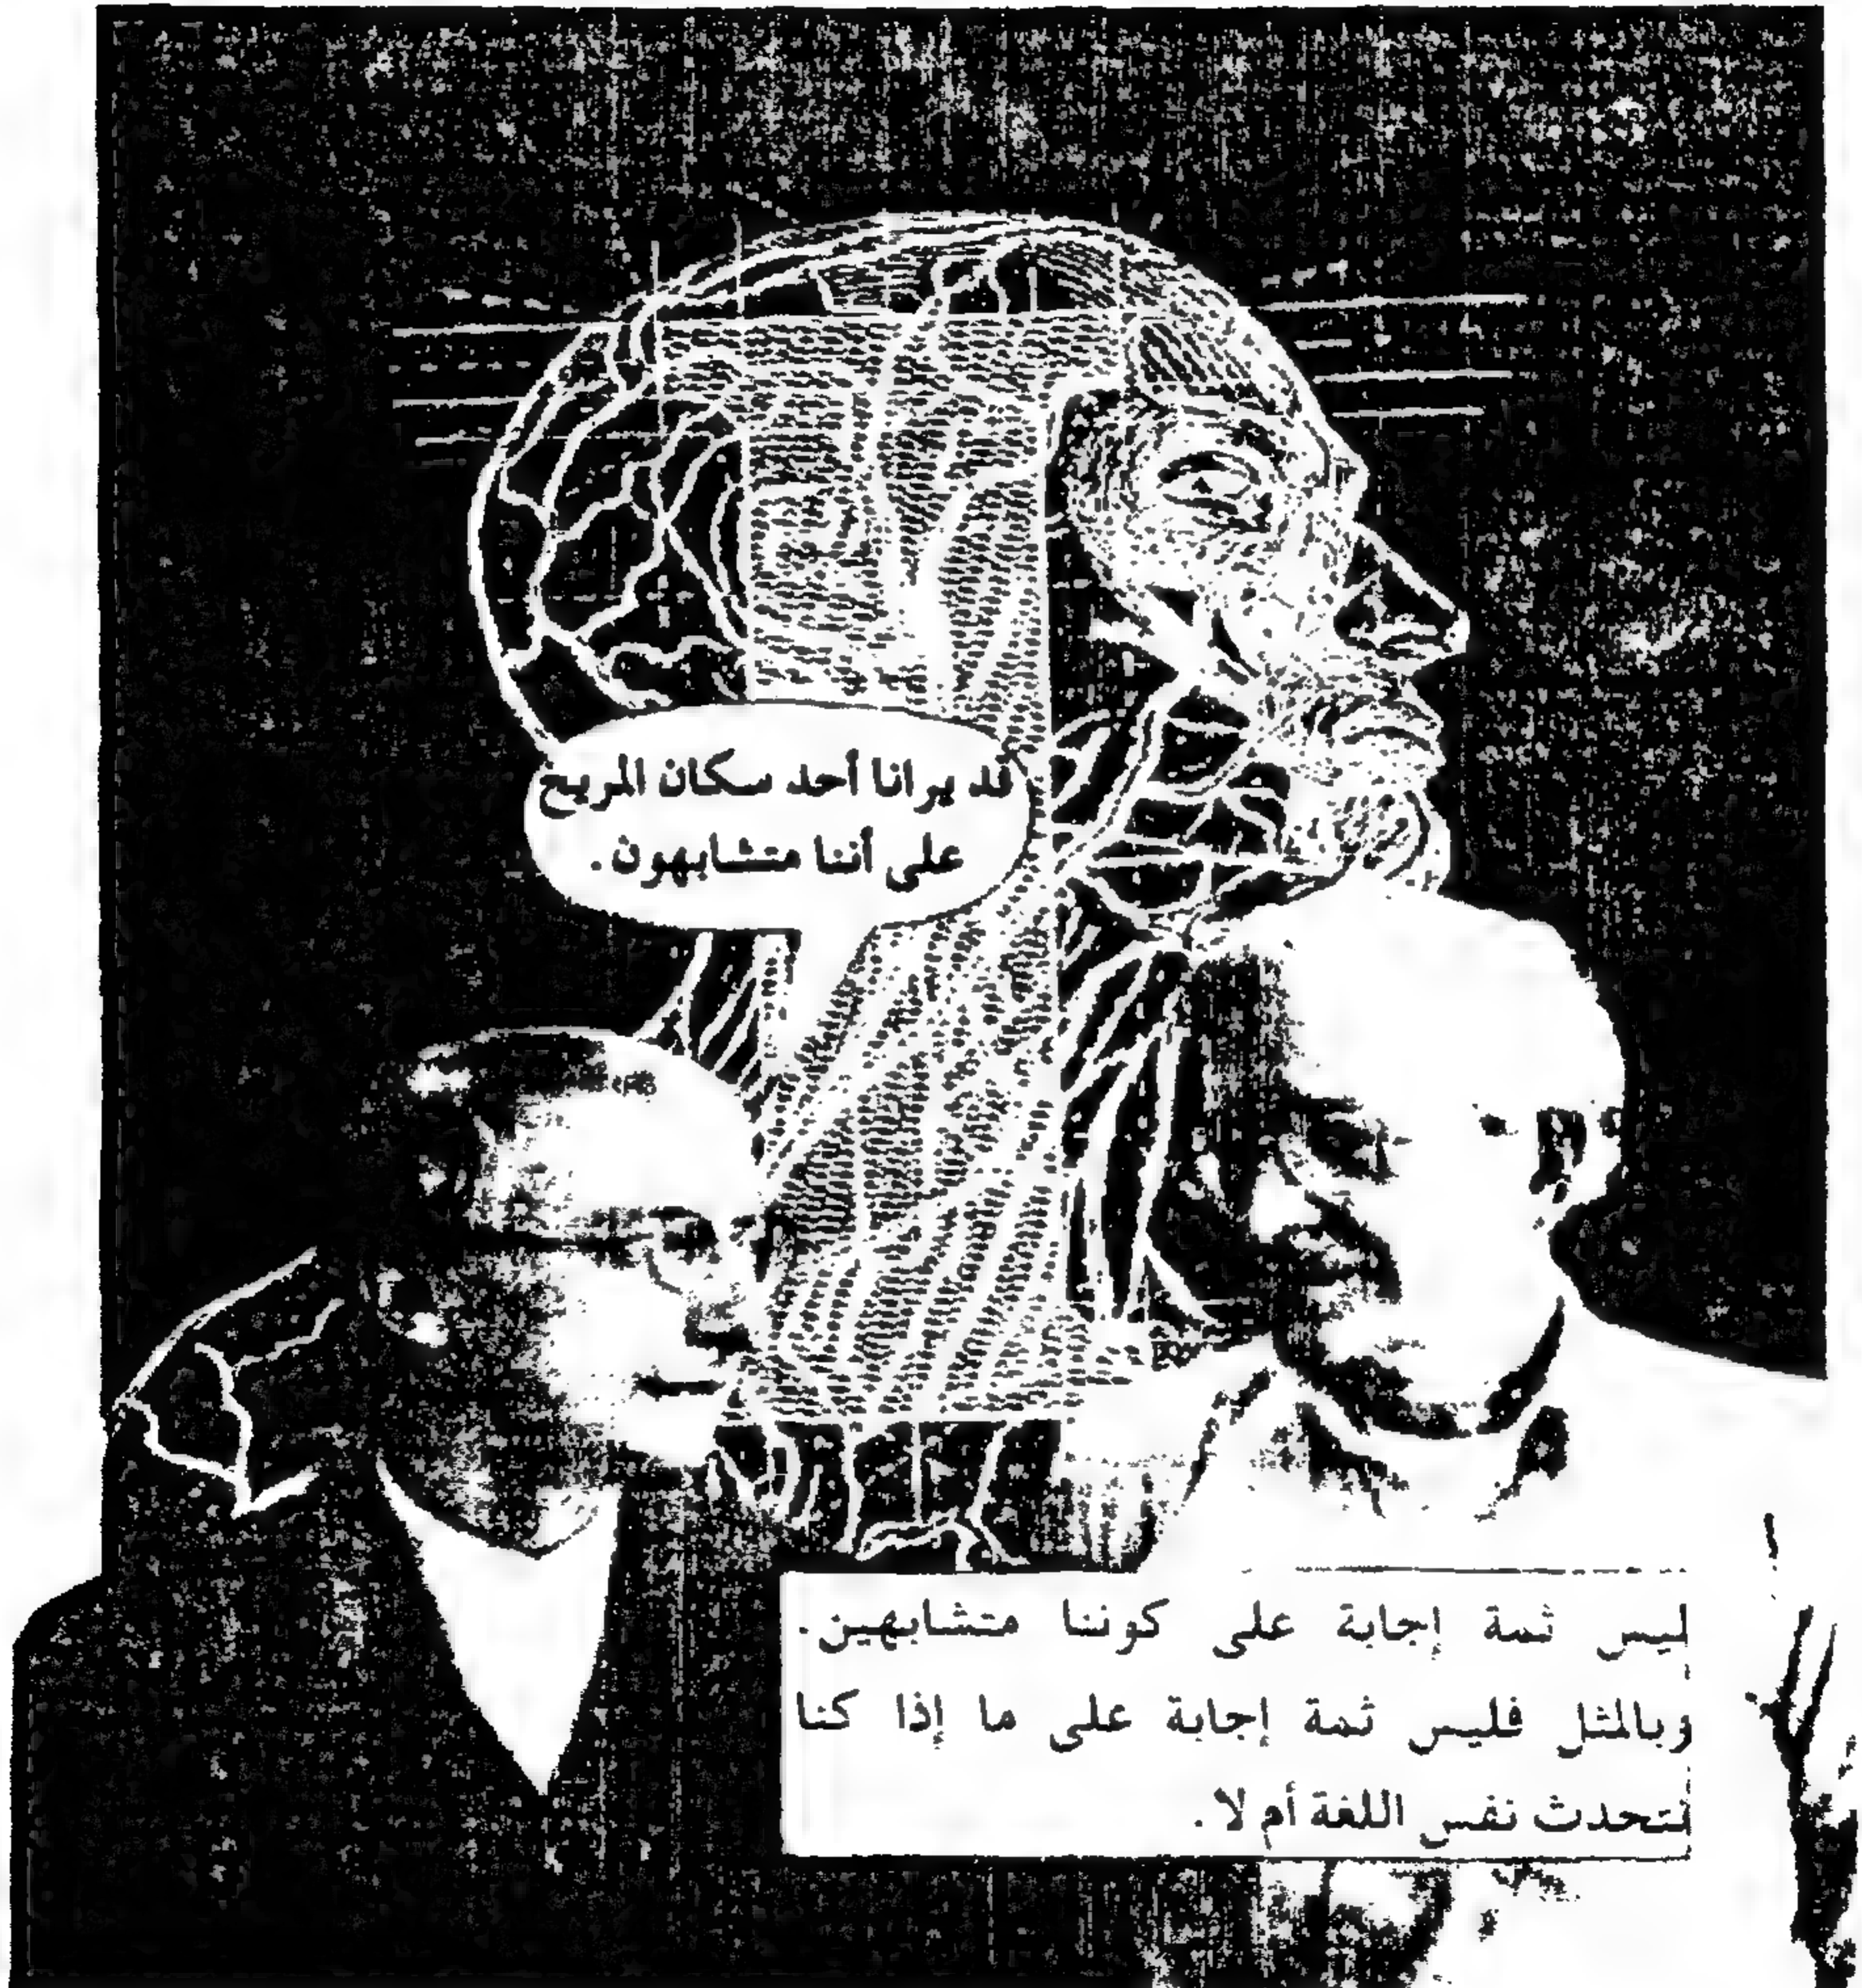 قد يرانا أحد سكان المريخ
على أننا متشابهون.
ليس ثمة إجابة على كوننا متشابهين.
وبالمثل فليس ثمة إجابة على ما إذا كنا
نتحدث نفس اللغة أم لا.